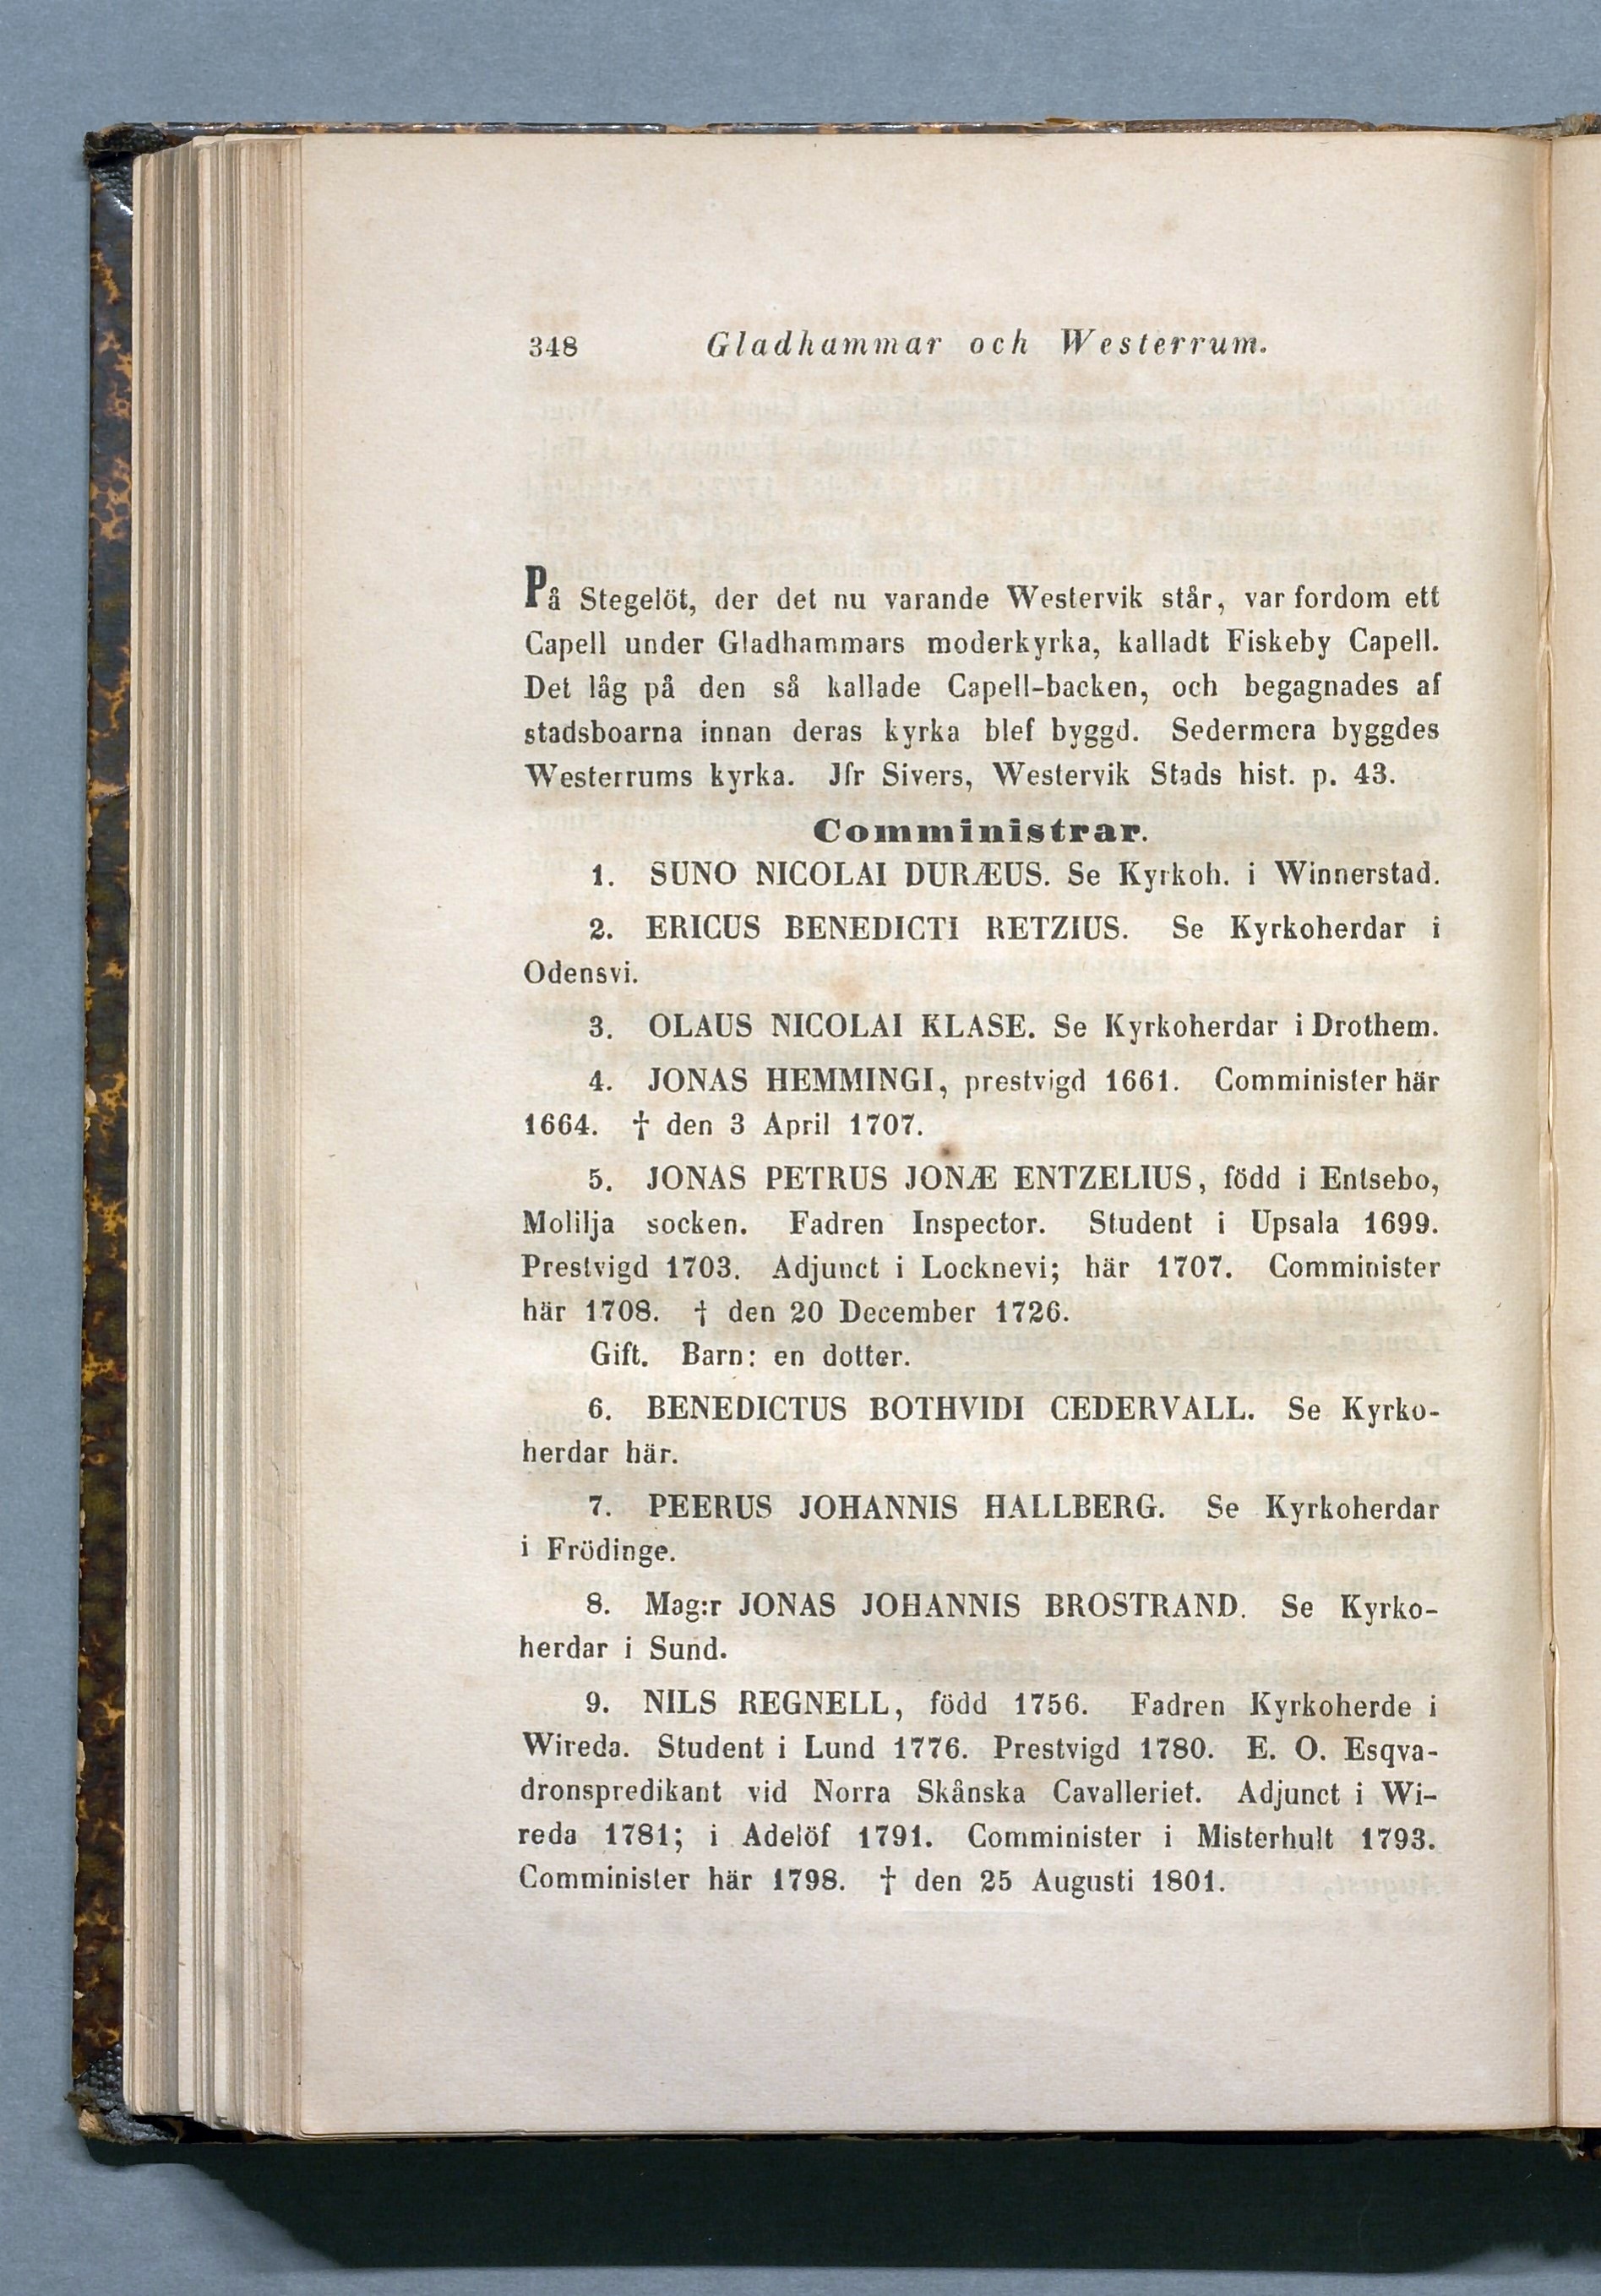 348 Gladhammar och Westerrum.
På Stegelöt, der det nu varande Westervik står, var fordom ett
Capell under Gladhammars moderkyrka, kalladt Fiskeby Capell.
Det låg på den så kallade Capell-backen, och begagnades af
stadsboarna innan deras kyrka blef byggd. Sedermera byggdes
Westerrums kyrka. Jfr Sivers, Westervik Stads hist. p. 43.
Comministrar.
1. SUNO NICOLAI DURÆUS. Se Kyrkoh. i Winnerstad.
2. ERICUS BENEDICTI RETZIUS. Se Kyrkoherdar i
Odensvi.
3. OLAUS NICOLAI KLASE. Se Kyrkoherdar i Drothem.
4. JONAS HEMMINGI, prestvigd 1661. Comminister här
1664. † den 3 April 1707.
5. JONAS PETRUS JONÆ ENTZELIUS, född i Entsebo,
Molilja socken. Fadren Inspector. Student i Upsala 1699.
Prestvigd 1703. Adjunct i Locknevi; här 1707. Comminister
här 1708. † den 20 December 1726.
Gift. Barn: en dotter.
6. BENEDICTUS BOTHVIDI CEDERVALL. Se Kyrko-
herdar här.
7. PEERUS JOHANNIS HALLBERG. Se Kyrkoherdar
i Frödinge.
8. Mag:r JONAS JOHANNIS BROSTRAND. Se Kyrko-
herdar i Sund.
9. NILS REGNELL, född 1756. Fadren Kyrkoherde i
Wireda. Student i Lund 1776. Prestvigd 1780. E. O. Esqva-
dronspredikant vid Norra Skånska Cavalleriet. Adjunct i Wi-
reda 1781; i Adelöf 1791. Comminister i Misterhult 1793.
Comminister här 1798. † den 25 Augusti 1801.